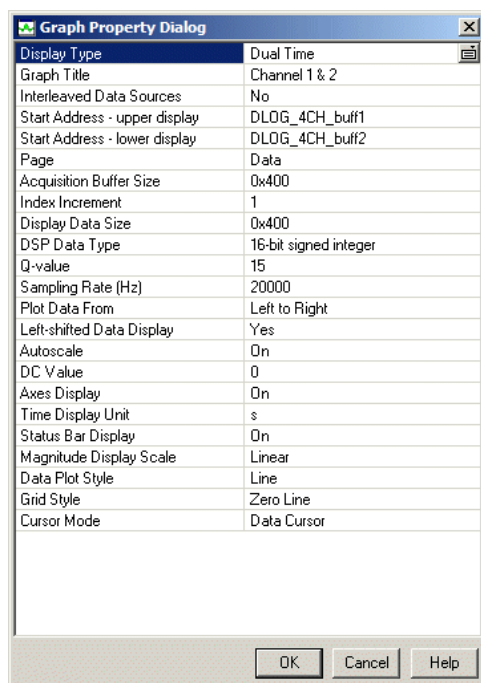 Graph Property Dialog
Display Type Dual Time
Graph Title Channel 1 & 2
Interleaved Data Sources No
Start Address - upper display DLOG_4CH_buff1
Start Address - lower display DLOG_4CH_buff2
Page Data
Acquisition Buffer Size 0x400
Index Increment 1
Display Data Size 0x400
DSP Data Type 16-bit signed integer
Q-value 15
Sampling Rate (Hz) 20000
Plot Data From Left to Right
Left-shifted Data Display Yes
Autoscale On
DC Value 0
Axes Display On
Time Display Unit s
Status Bar Display On
Magnitude Display Scale Linear
Data Plot Style Line
Grid Style Zero Line
Cursor Mode Data Cursor
OK Cancel Help